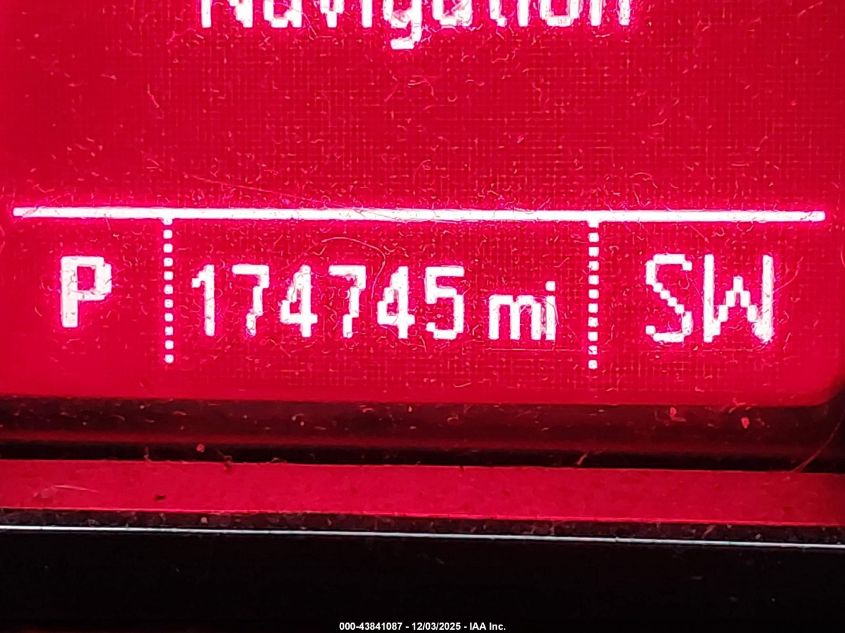 Navigation
P 174745 mi SW
000-43841087 - 12/03/2025 - IAA Inc.